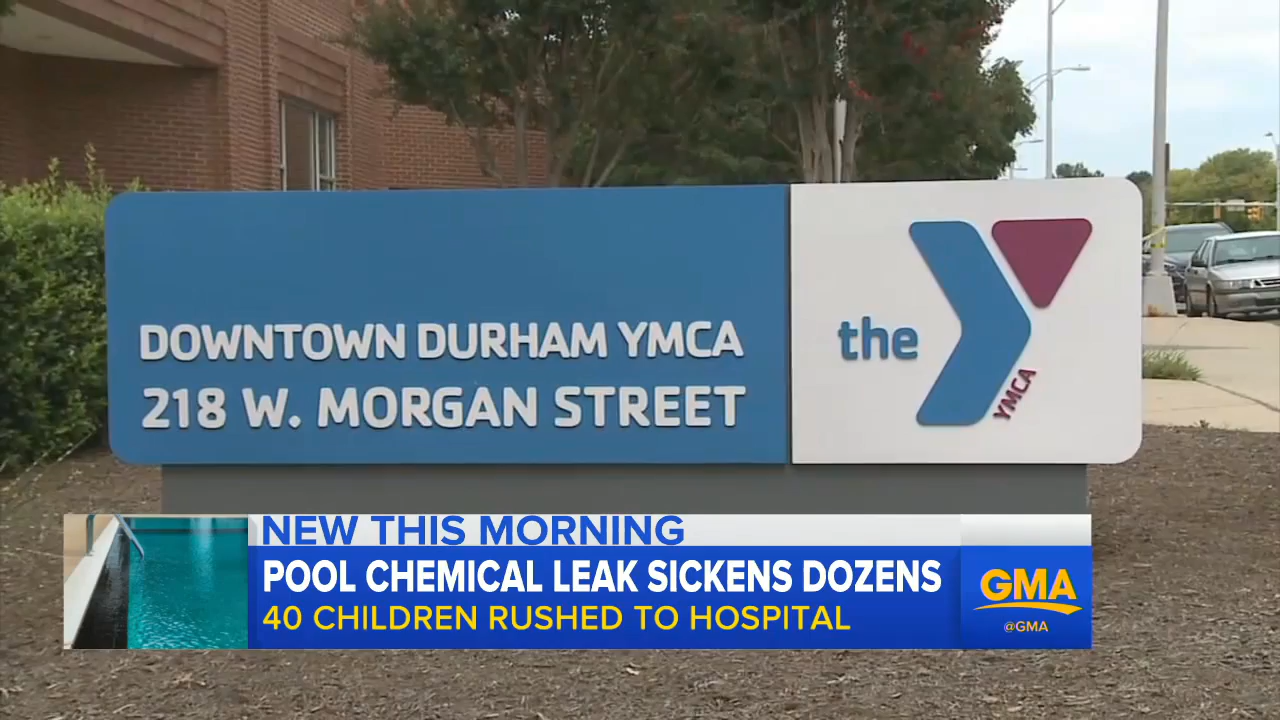 DOWNTOWN DURHAM YMCA
218 W. MORGAN STREET
the
YMCA
NEW THIS MORNING
POOL CHEMICAL LEAK SICKENS DOZENS
40 CHILDREN RUSHED TO HOSPITAL
GMA
@GMA